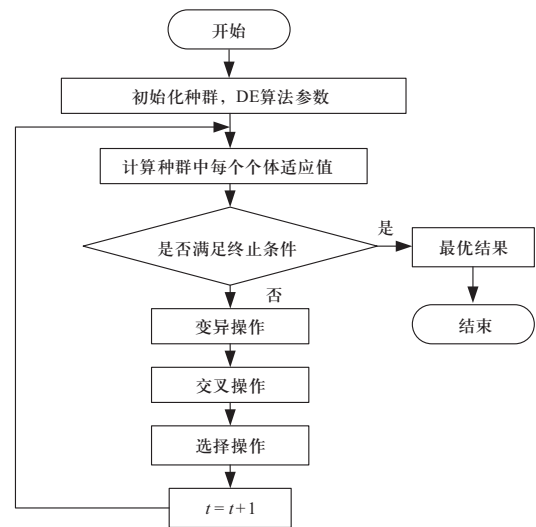 开始
初始化种群，DE算法参数
计算种群中每个个体适应值
是否满足终止条件
是
最优结果
否
结束
变异操作
交叉操作
选择操作
t = t+1